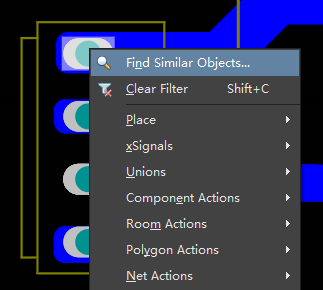 Find Similar Objects...
Clear Filter Shift+C
Place
xSignals
Unions
Component Actions
Room Actions
Polygon Actions
Net Actions